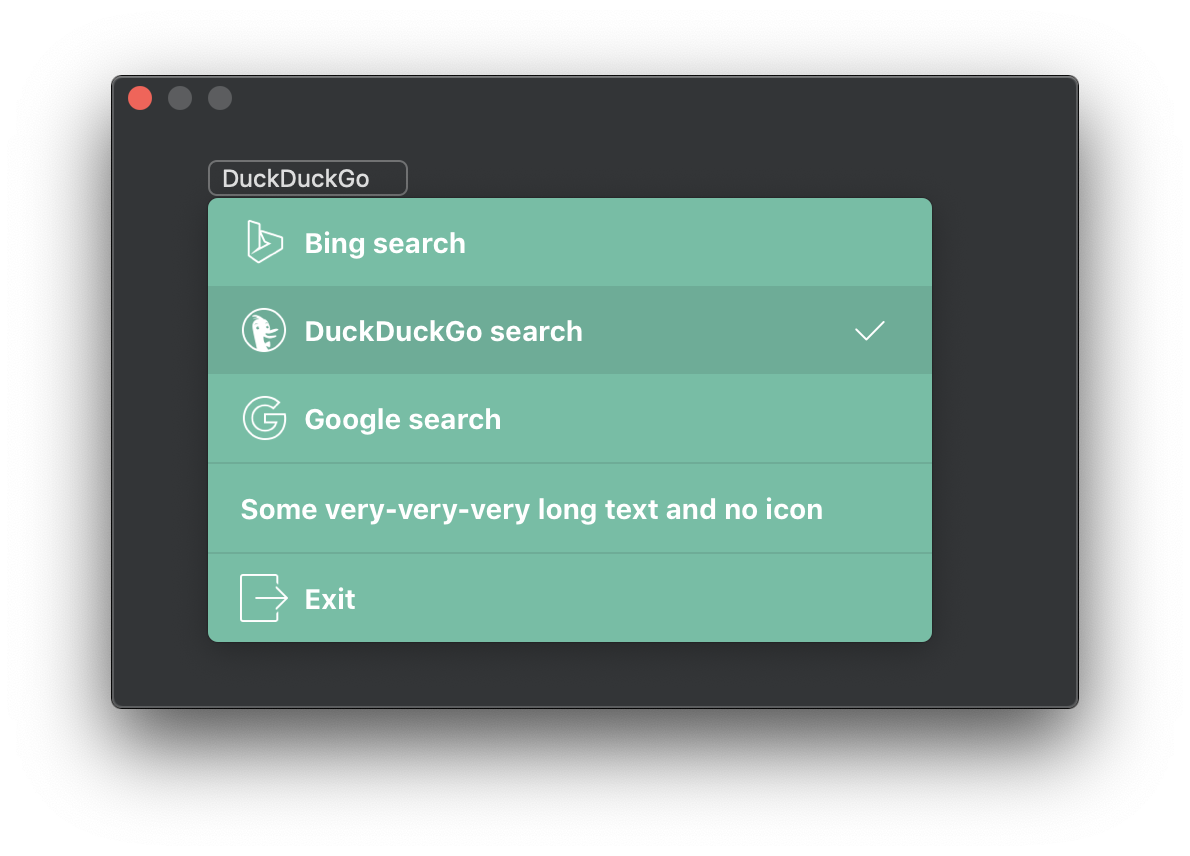 DuckDuckGo
Bing search
DuckDuckGo search
Google search
Some very-very-very long text and no icon
Exit